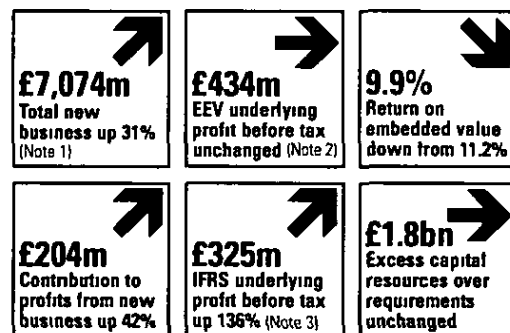 £7,074m
Total new
business up 31%
(Note 1)
£434m
EEV underlying
profit before tax
unchanged (Note 2)
9.9%
Return on
embedded value
down from 11.2%
£204m
Contribution to
profits from new
business up 42%
£325m
IFRS underlying
profit before tax
up 136% (Note 3)
£1.8bn
Excess capital
resources over
requirements
unchanged